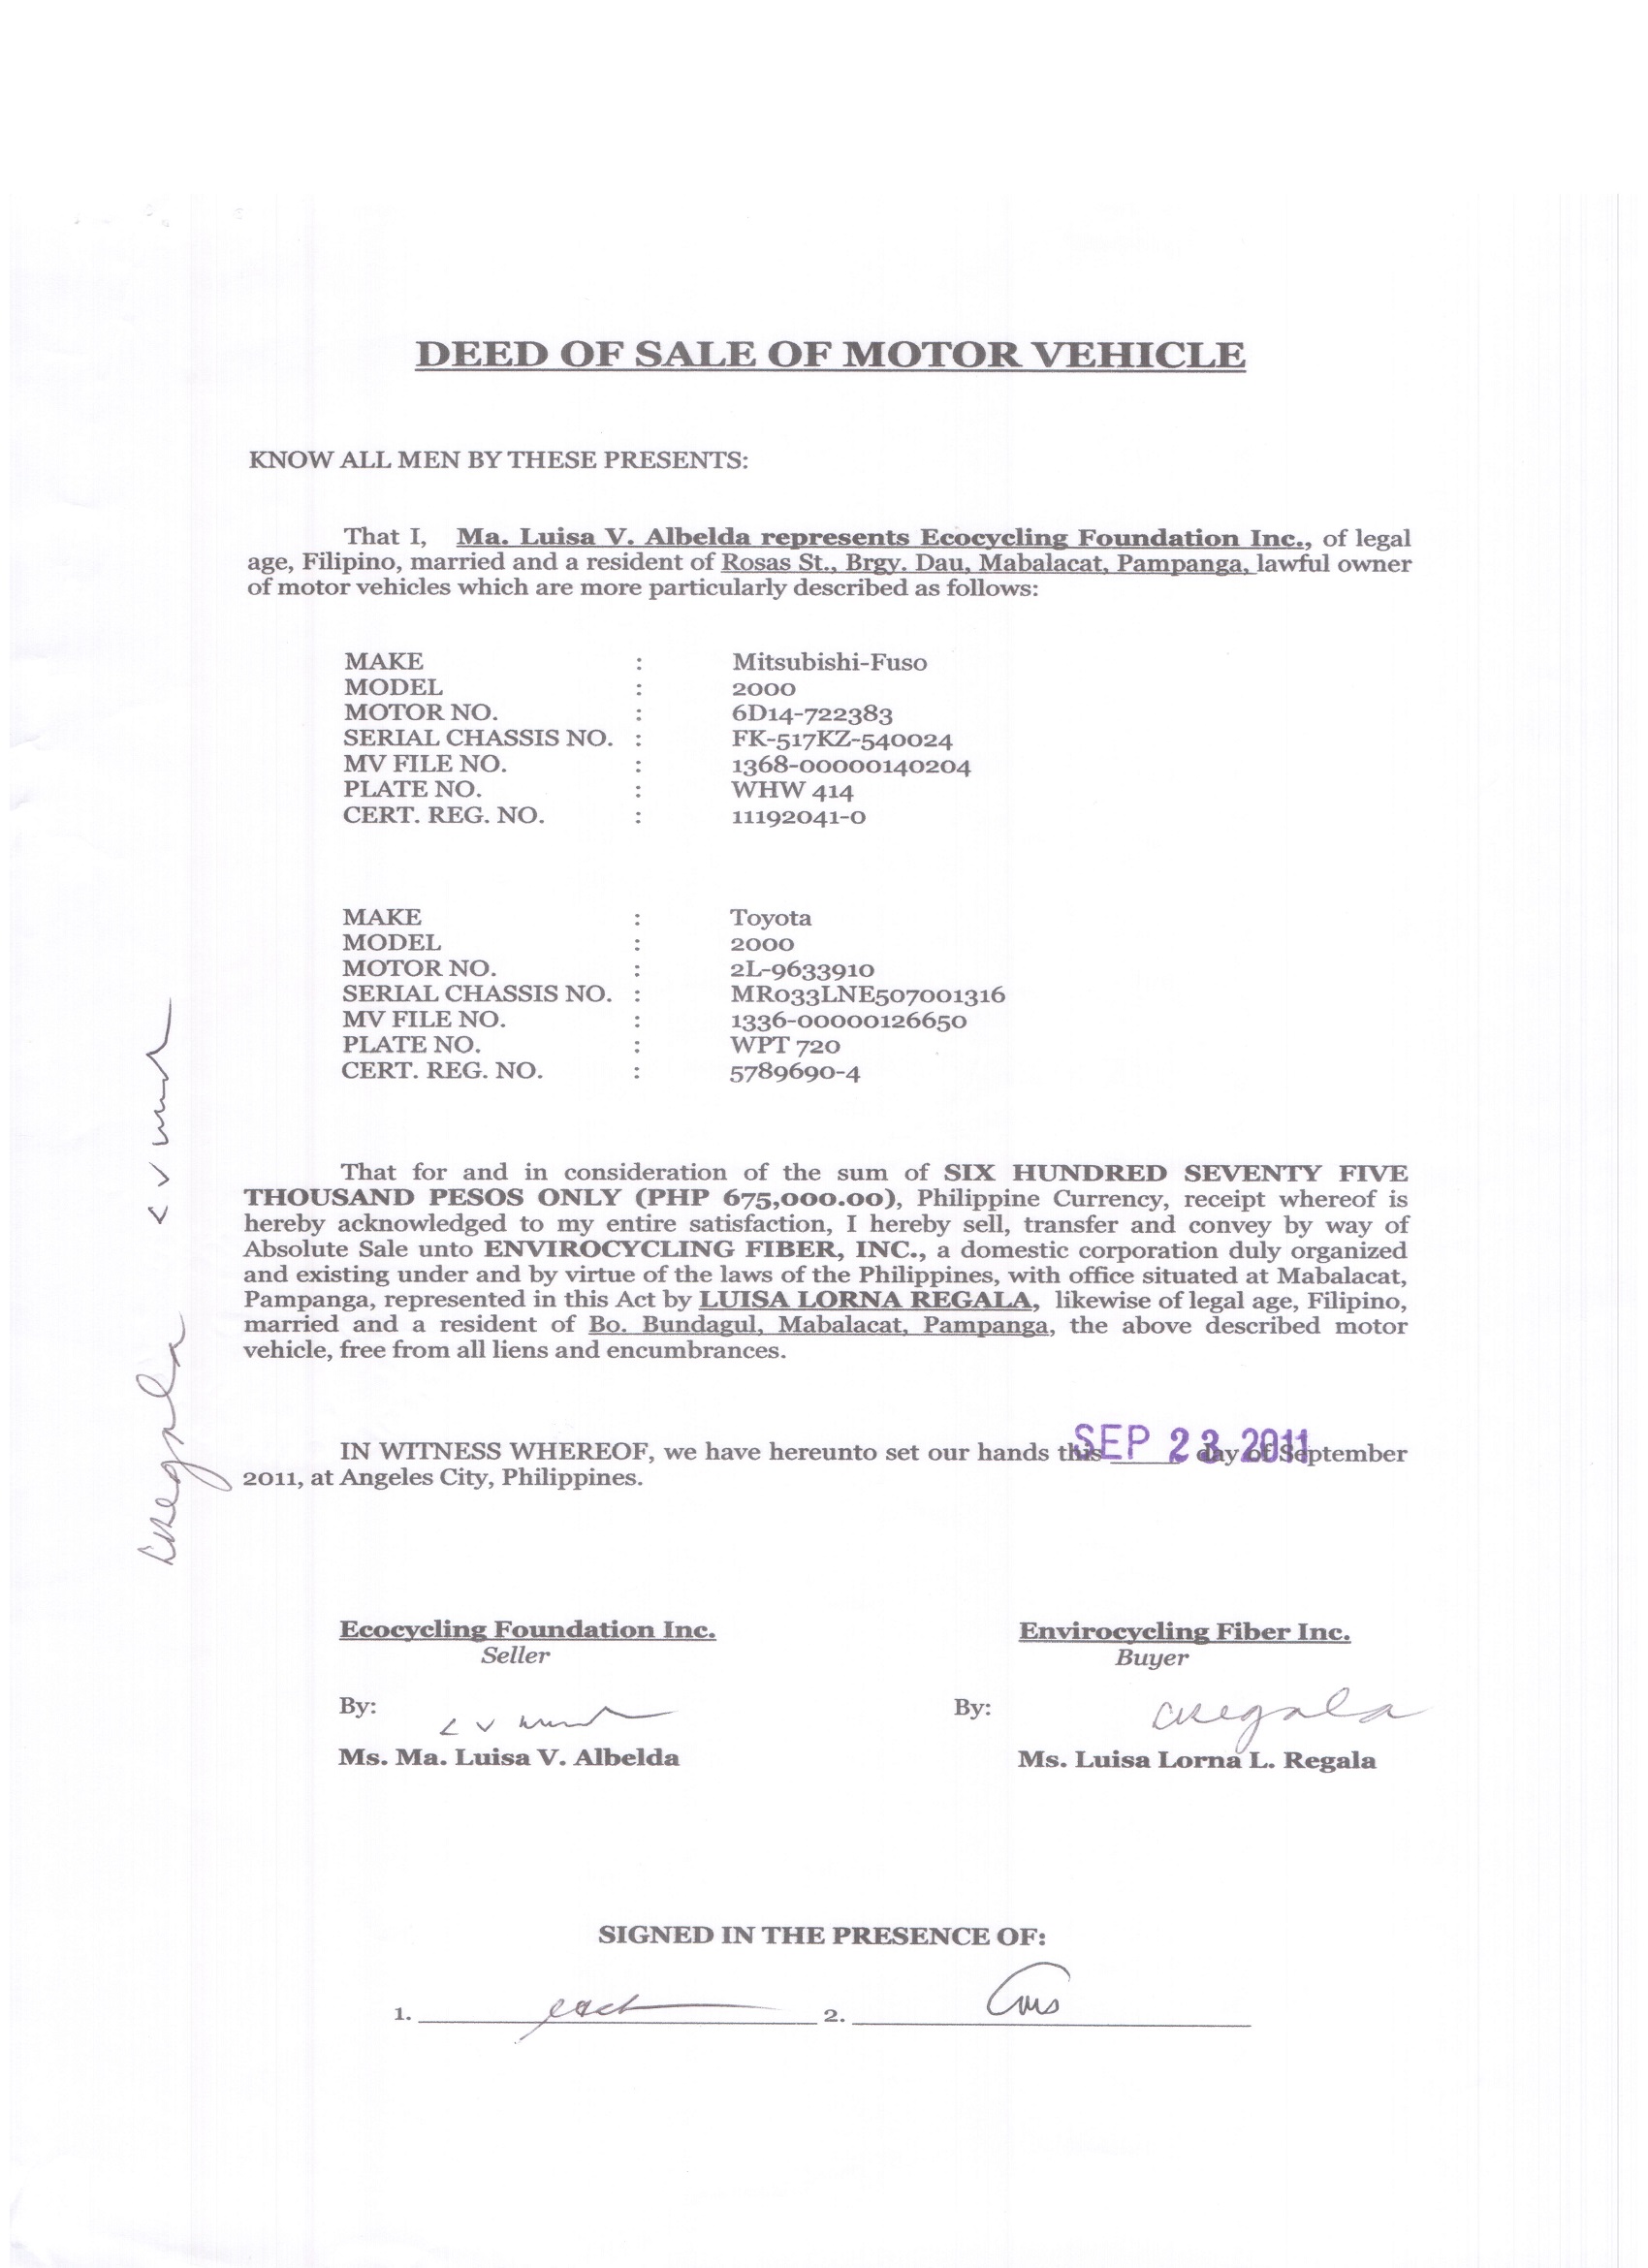 DEED OF SALE OF MOTOR VEHICLE
KNOW ALL MEN BY THESE PRESENTS:
That I, Ma. Luisa V. Albelda represents Ecocycling Foundation Inc., of legal
age, Filipino, married and a resident of Rosas St., Brgy. Dau, Mabalacat, Pampanga, lawful owner
of motor vehicles which are more particularly described as follows:
MAKE : Mitsubishi-Fuso
MODEL : 2000
MOTOR NO. : 6D14-722383
SERIAL CHASSIS NO. : FK-517KZ-540024
MV FILE NO. : 1368-00000140204
PLATE NO. : WHW 414
CERT. REG. NO. : 11192041-0
MAKE : Toyota
MODEL : 2000
MOTOR NO. : 2L-9633910
SERIAL CHASSIS NO. : MR033LNE507001316
MV FILE NO. : 1336-00000126650
PLATE NO. : WPT 720
CERT. REG. NO. : 5789690-4
That for and in consideration of the sum of SIX HUNDRED SEVENTY FIVE
THOUSAND PESOS ONLY (PHP 675,000.00), Philippine Currency, receipt whereof is
hereby acknowledged to my entire satisfaction, I hereby sell, transfer and convey by way of
Absolute Sale unto ENVIROCYCLING FIBER, INC., a domestic corporation duly organized
and existing under and by virtue of the laws of the Philippines, with office situated at Mabalacat,
Pampanga, represented in this Act by LUISA LORNA REGALA, likewise of legal age, Filipino,
married and a resident of Bo. Bundagul, Mabalacat, Pampanga, the above described motor
vehicle, free from all liens and encumbrances.
IN WITNESS WHEREOF, we have hereunto set our hands this SEP 23 2011 day of September
2011, at Angeles City, Philippines.
Ecocycling Foundation Inc. Envirocycling Fiber Inc.
Seller Buyer
By: By:
Ms. Ma. Luisa V. Albelda Ms. Luisa Lorna L. Regala
SIGNED IN THE PRESENCE OF:
1. 2.